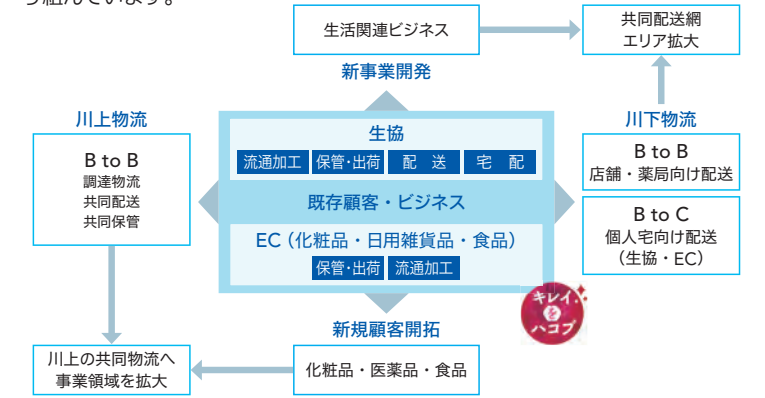 り組んでいます。
生活関連ビジネス
共同配送網
エリア拡大
新事業開発
川上物流
川下物流
B to B
調達物流
共同配送
共同保管
生協
流通加工 保管・出荷 配 送 宅 配
既存顧客・ビジネス
EC（化粧品・日用雑貨品・食品）
保管・出荷 流通加工
B to B
店舗・薬局向け配送
B to C
個人宅向け配送
（生協・EC）
キレイ
を
ハコブ
新規顧客開拓
川上の共同物流へ
事業領域を拡大
化粧品・医薬品・食品